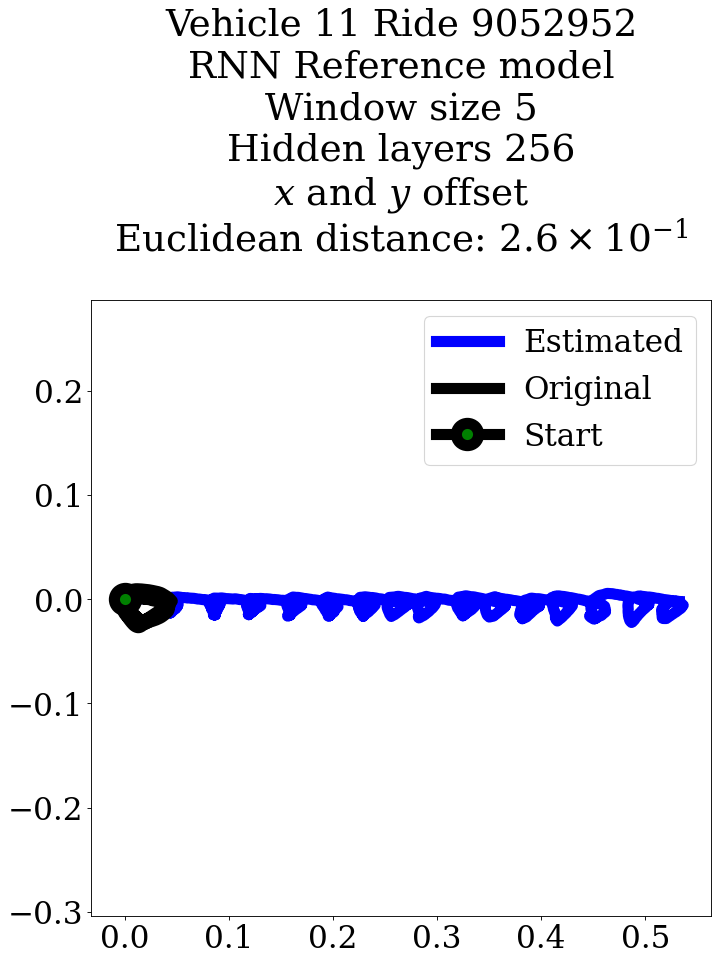 Vehicle 11 Ride 9052952
RNN Reference model
Window size 5
Hidden layers 256
x and y offset
Euclidean distance: 2.6 × 10⁻¹
Estimated
Original
Start
0.2
0.1
0.0
−0.1
−0.2
−0.3
0.0 0.1 0.2 0.3 0.4 0.5